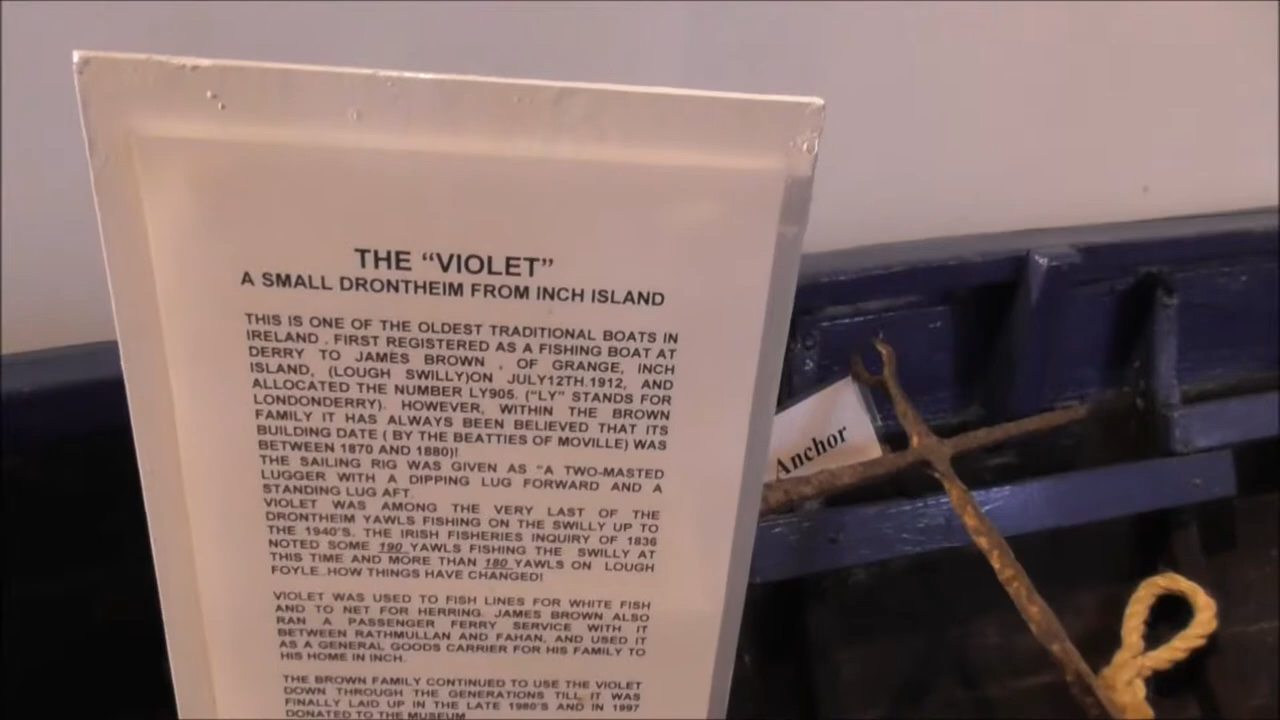 THE “VIOLET”
A SMALL DRONTHEIM FROM INCH ISLAND
THIS IS ONE OF THE OLDEST TRADITIONAL BOATS IN
IRELAND . FIRST REGISTERED AS A FISHING BOAT AT
DERRY TO JAMES BROWN , OF GRANGE, INCH
ISLAND, (LOUGH SWILLY)ON JULY12TH.1912, AND
ALLOCATED THE NUMBER LY905. (“LY” STANDS FOR
LONDONDERRY). HOWEVER, WITHIN THE BROWN
FAMILY IT HAS ALWAYS BEEN BELIEVED THAT ITS
BUILDING DATE ( BY THE BEATTIES OF MOVILLE) WAS
BETWEEN 1870 AND 1880)!
THE SAILING RIG WAS GIVEN AS “A TWO-MASTED
LUGGER WITH A DIPPING LUG FORWARD AND A
STANDING LUG AFT.
VIOLET WAS AMONG THE VERY LAST OF THE
DRONTHEIM YAWLS FISHING ON THE SWILLY UP TO
THE 1940'S. THE IRISH FISHERIES INQUIRY OF 1836
NOTED SOME 190 YAWLS FISHING THE SWILLY AT
THIS TIME AND MORE THAN 180 YAWLS ON LOUGH
FOYLE..HOW THINGS HAVE CHANGED!
VIOLET WAS USED TO FISH LINES FOR WHITE FISH
AND TO NET FOR HERRING. JAMES BROWN ALSO
RAN A PASSENGER FERRY SERVICE WITH IT
BETWEEN RATHMULLAN AND FAHAN, AND USED IT
AS A GENERAL GOODS CARRIER FOR HIS FAMILY TO
HIS HOME IN INCH.
THE BROWN FAMILY CONTINUED TO USE THE VIOLET
DOWN THROUGH THE GENERATIONS TILL IT WAS
FINALLY LAID UP IN THE LATE 1980'S AND IN 1997
DONATED TO THE MUSEUM
Anchor